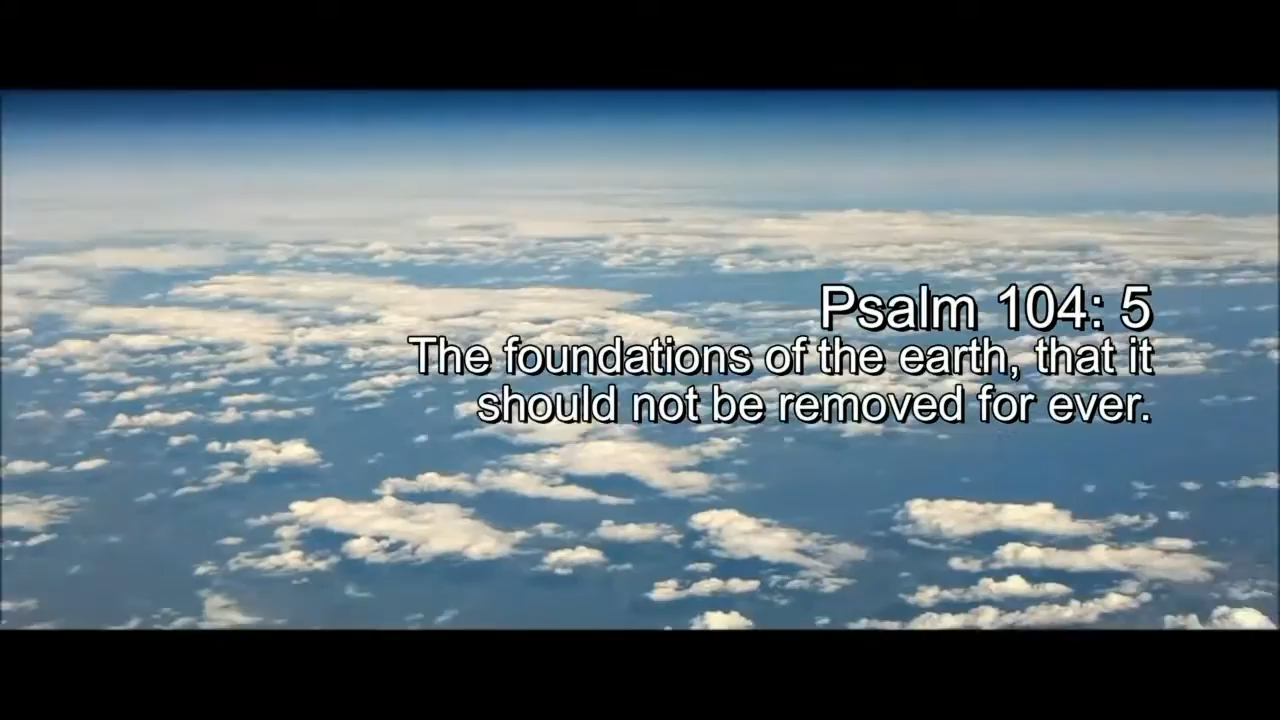 Psalm 104: 5
The foundations of the earth, that it
should not be removed for ever.